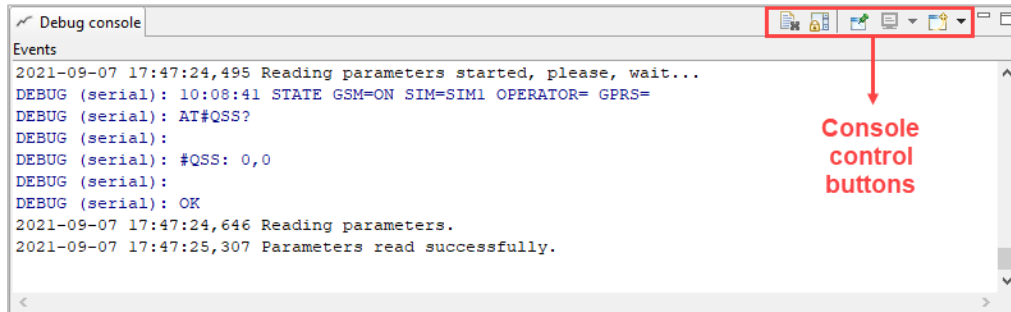 Debug console
Events
2021-09-07 17:47:24,495 Reading parameters started, please, wait...
DEBUG (serial): 10:08:41 STATE GSM=ON SIM=SIM1 OPERATOR= GPRS=
DEBUG (serial): AT#QSS?
DEBUG (serial):
DEBUG (serial): #QSS: 0,0
DEBUG (serial):
DEBUG (serial): OK
2021-09-07 17:47:24,646 Reading parameters.
2021-09-07 17:47:25,307 Parameters read successfully.
Console
control
buttons